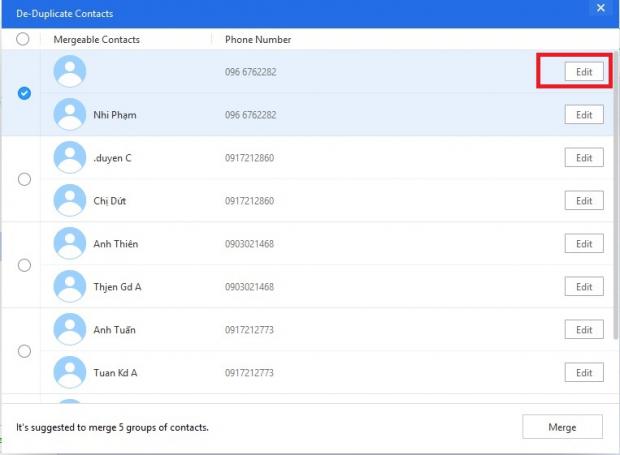 De-Duplicate Contacts
Mergeable Contacts Phone Number
096 6762282 Edit
Nhi Phạm 096 6762282 Edit
.duyen C 0917212860 Edit
Chị Dứt 0917212860 Edit
Anh Thiên 0903021468 Edit
Thjen Gd A 0903021468 Edit
Anh Tuấn 0917212773 Edit
Tuan Kd A 0917212773 Edit
It's suggested to merge 5 groups of contacts. Merge